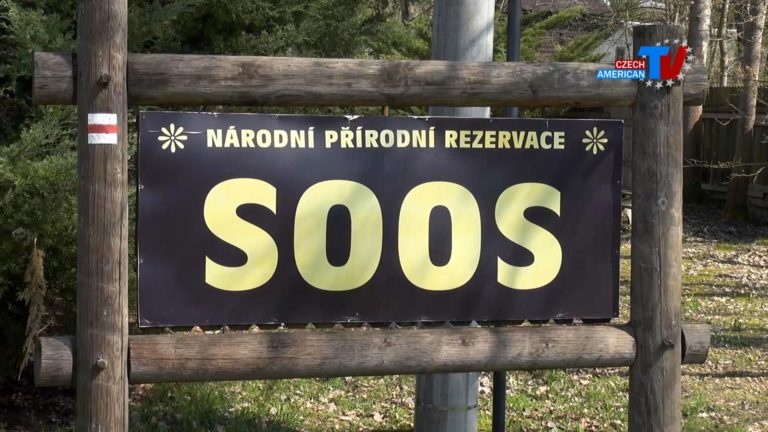 CZECH
AMERICAN TV
NÁRODNÍ PŘÍRODNÍ REZERVACE
SOOS